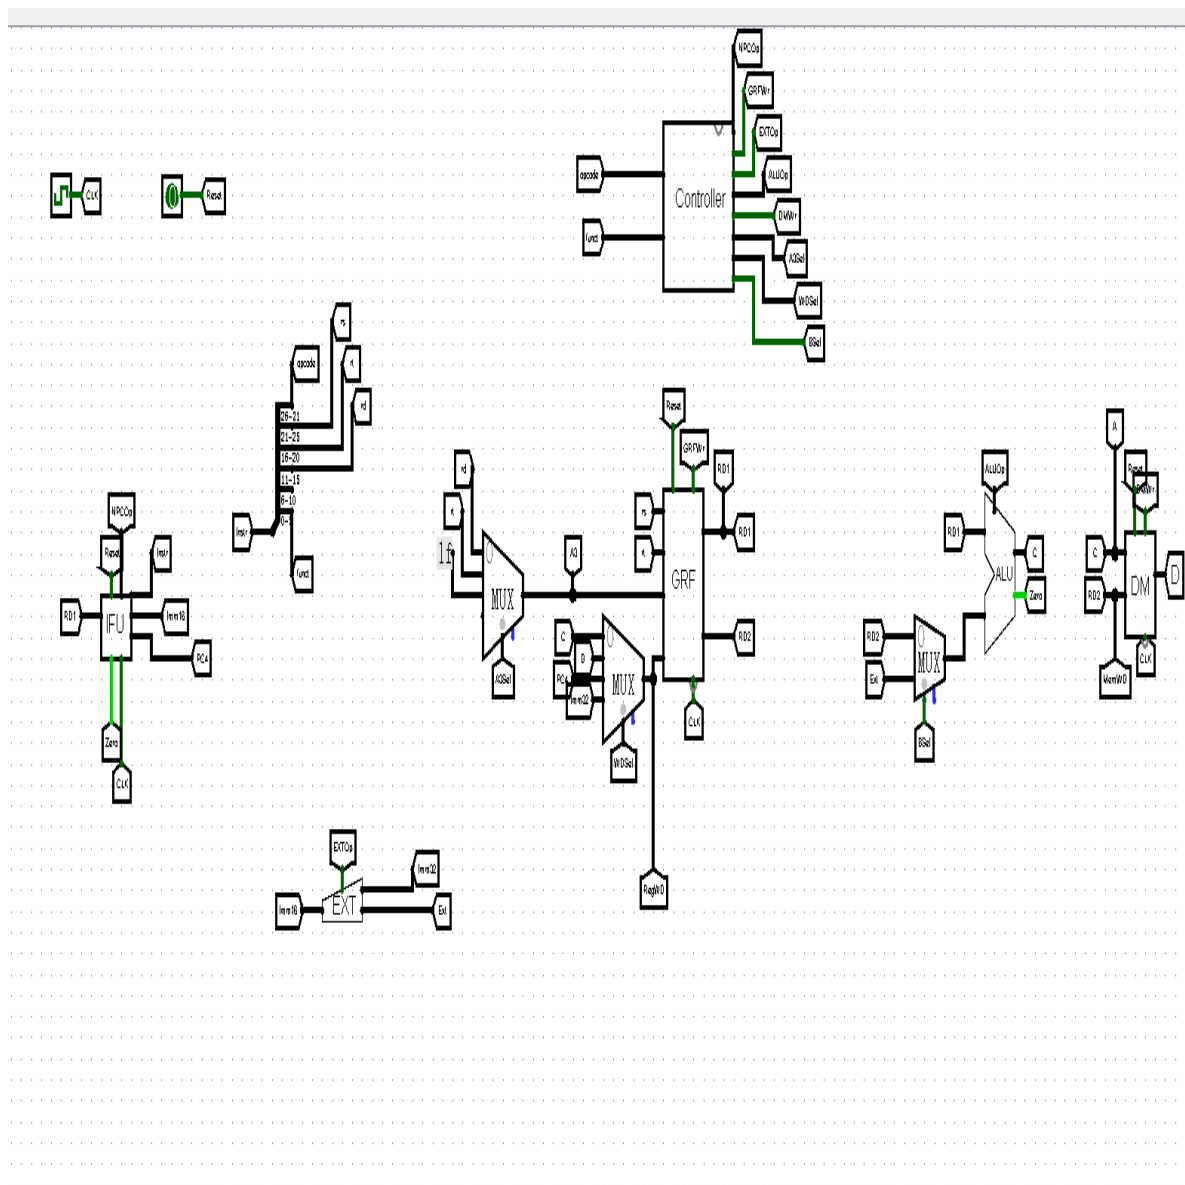 NPCOp
GRFWr
EXTOp
ALUOp
DMWr
A3Sel
WDSel
BSel
opcode
funct
Controller
CLK
Reset
rs
rt
rd
opcode
21-25
16-20
11-15
6-10
Instr
funct
NPCOp
Reset
Instr
RD1
IFU
Imm16
PC4
Zero
CLK
rd
rt
1f
0
MUX
A3Sel
A3
Reset
GRFWr
RD1
rs
rt
RD1
GRF
RD2
CLK
C
D
PC4
Imm32
0
MUX
WDSel
RegWD
ALUOp
RD1
ALU
C
Zero
RD2
Ext
0
MUX
BSel
A
Reset
DMWr
C
RD2
DM
D
CLK
MemWD
EXTOp
Imm16
EXT
Imm32
Ext